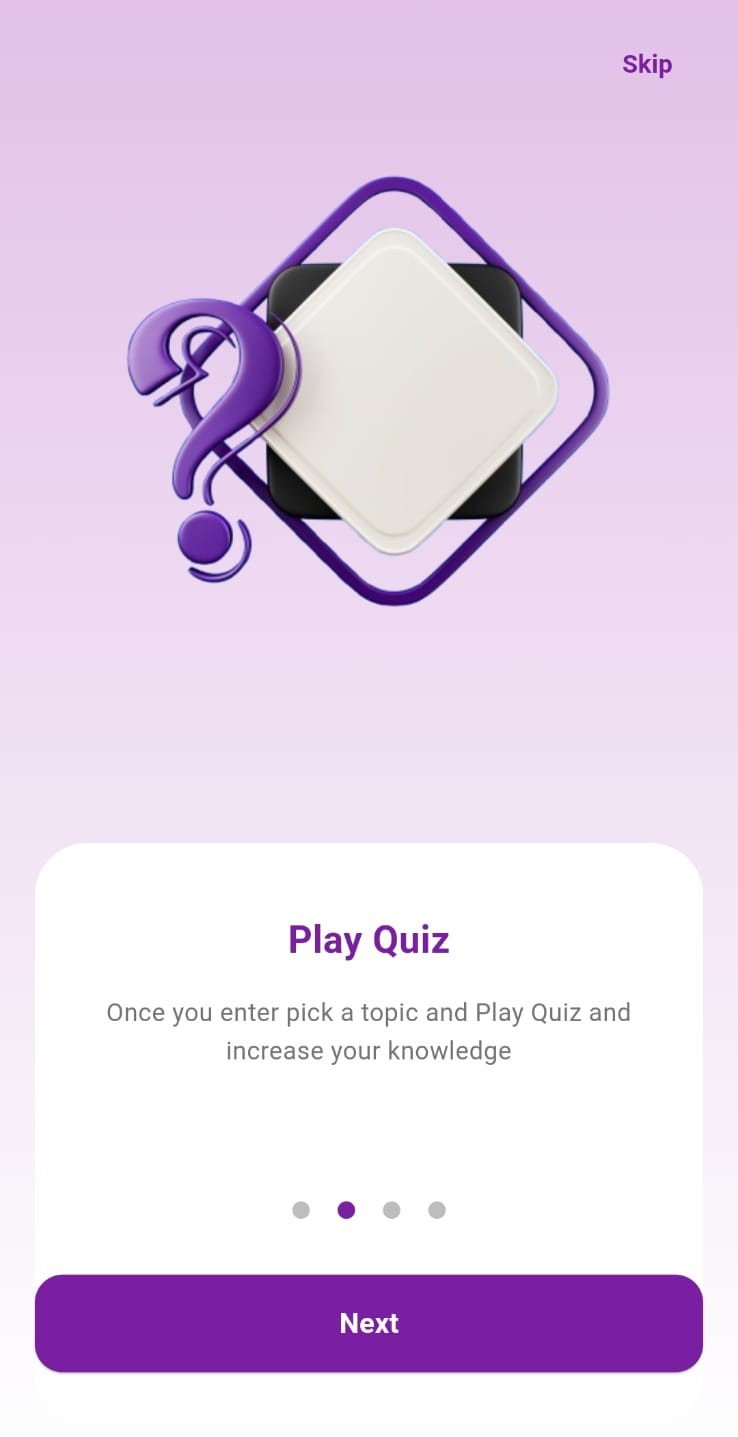 Skip
Play Quiz
Once you enter pick a topic and Play Quiz and
increase your knowledge
Next